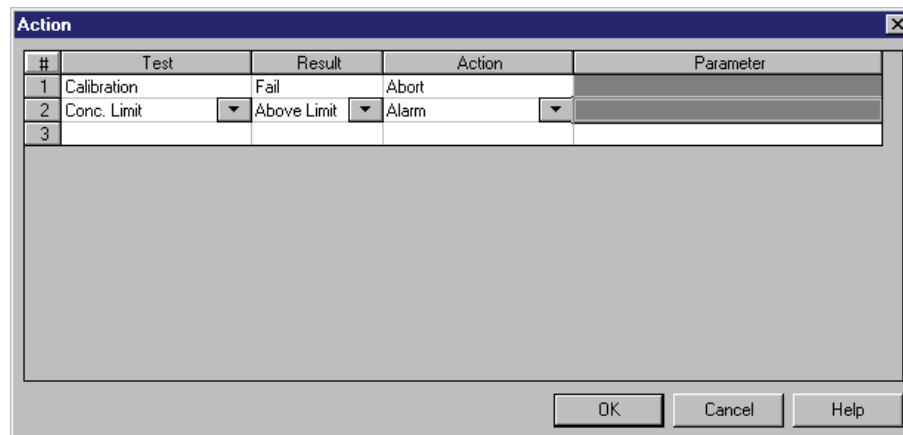 Action
# Test Result Action Parameter
1 Calibration Fail Abort
2 Conc. Limit Above Limit Alarm
3
OK Cancel Help